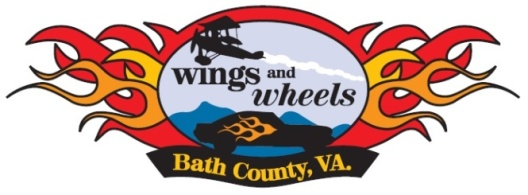 wings and
wheels
Bath County, VA.